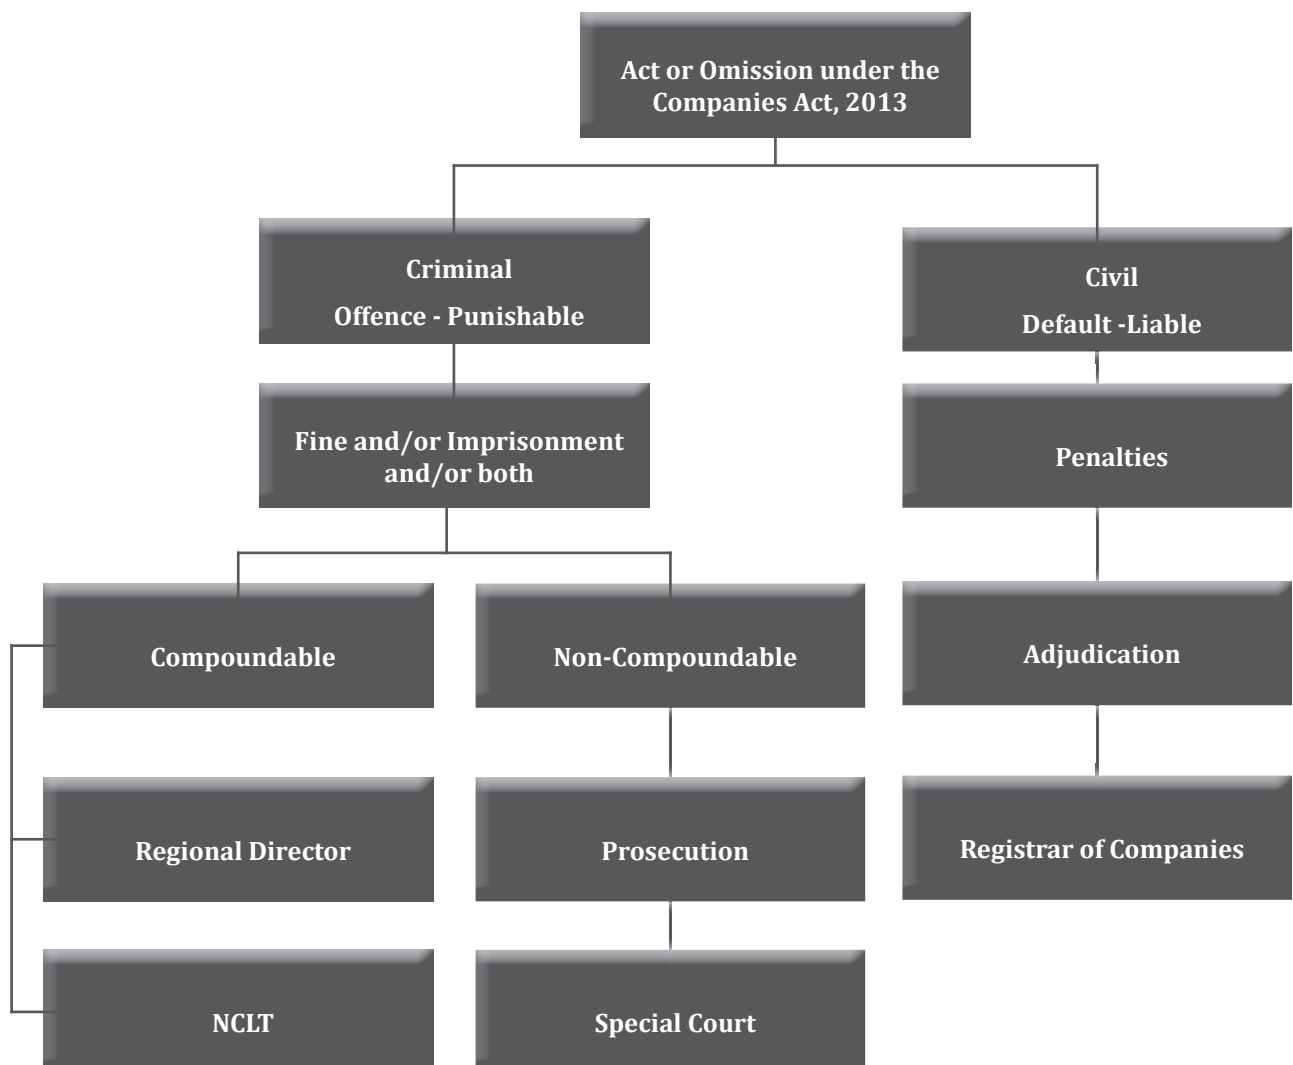 Act or Omission under the
Companies Act, 2013
Criminal
Offence - Punishable
Civil
Default -Liable
Fine and/or Imprisonment
and/or both
Penalties
Compoundable
Non-Compoundable
Adjudication
Regional Director
Prosecution
Registrar of Companies
NCLT
Special Court